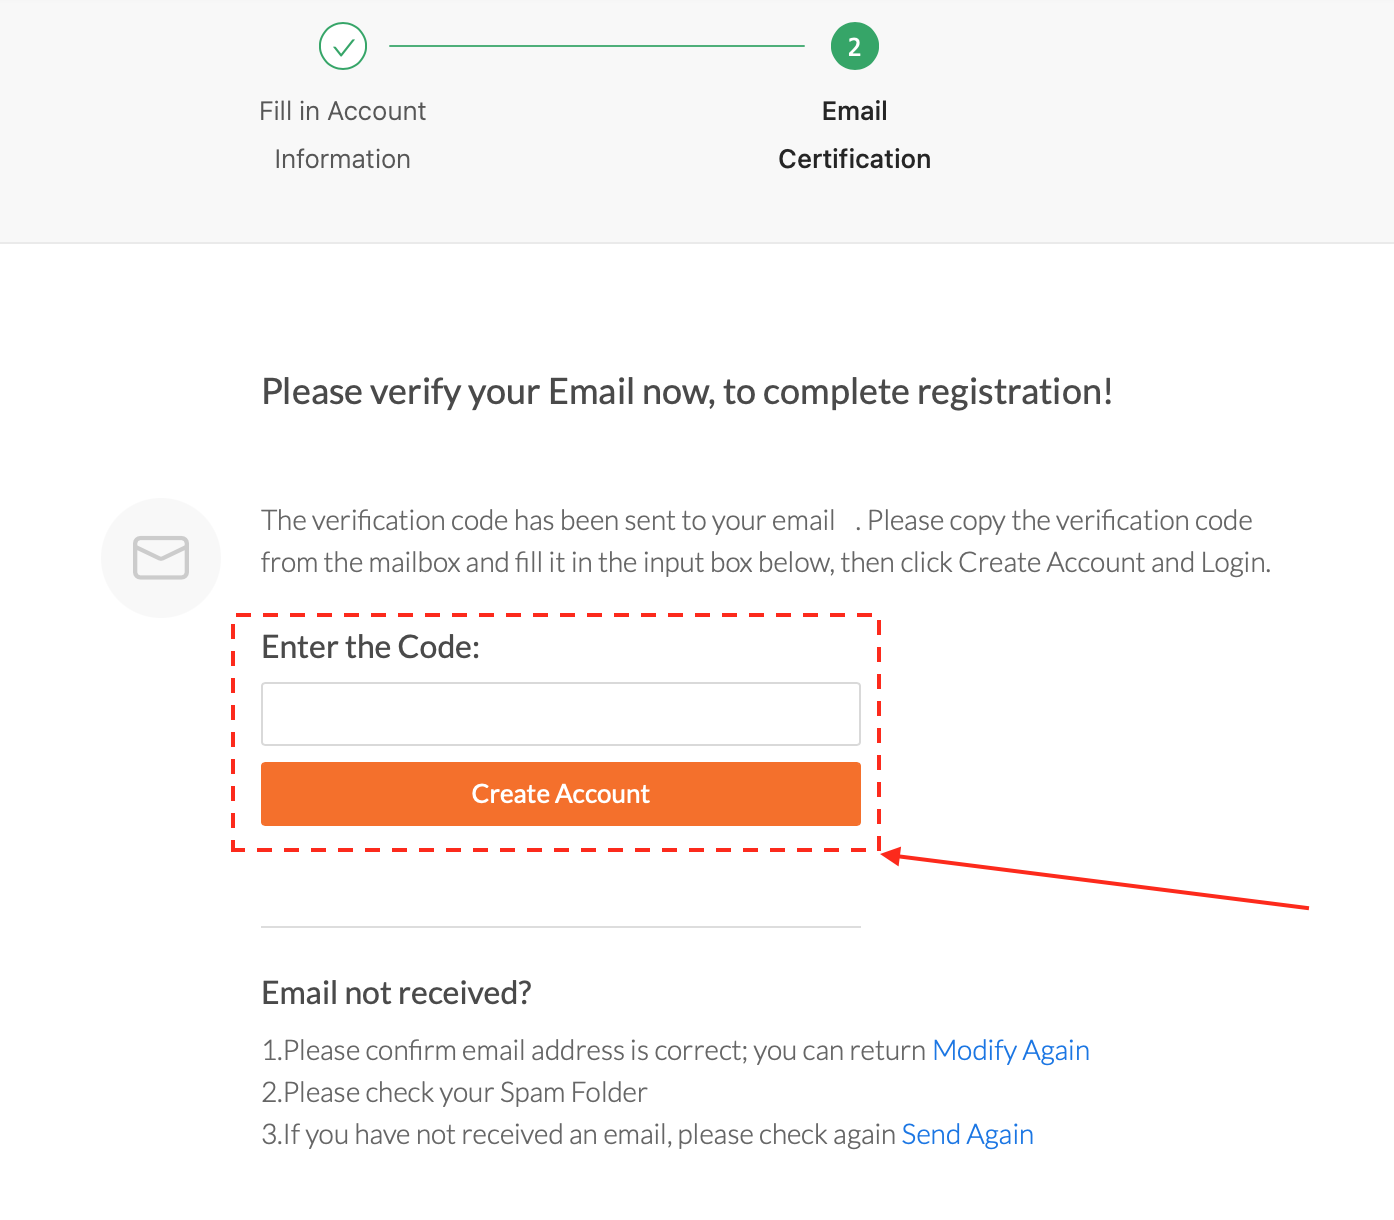 2
Fill in Account
Information
Email
Certification
Please verify your Email now, to complete registration!
The verification code has been sent to your email . Please copy the verification code
from the mailbox and fill it in the input box below, then click Create Account and Login.
Enter the Code:
Create Account
Email not received?
1.Please confirm email address is correct; you can return Modify Again
2.Please check your Spam Folder
3.If you have not received an email, please check again Send Again